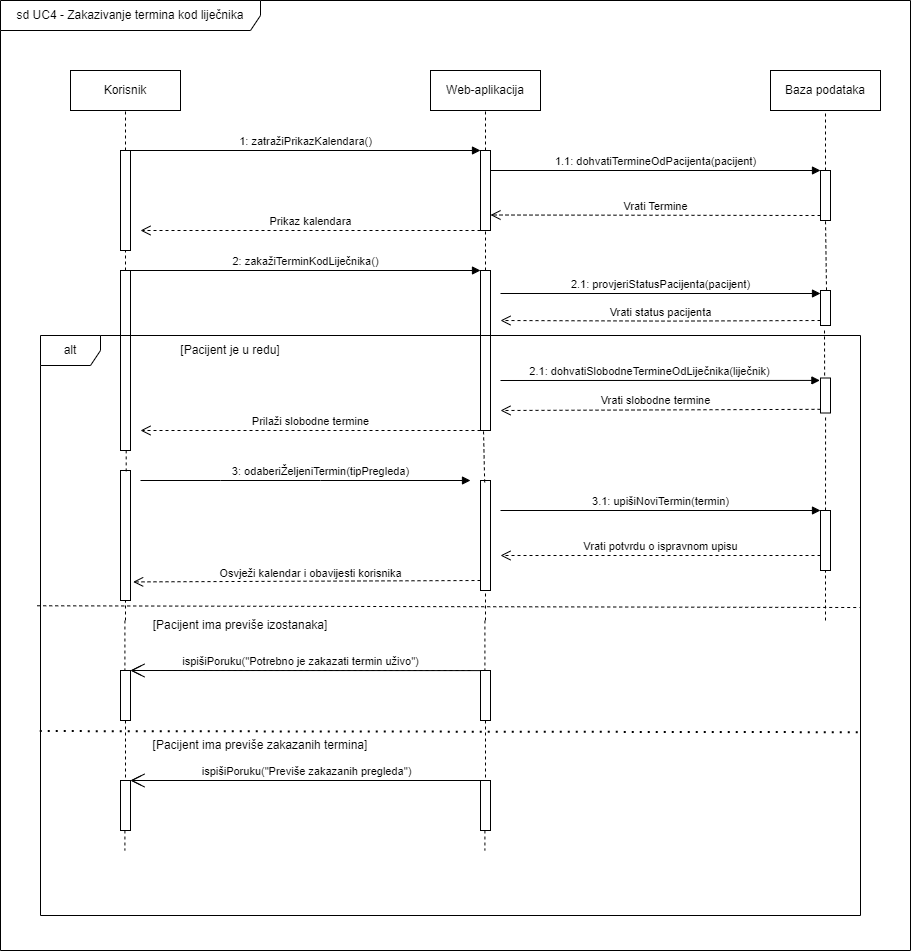 sd UC4 - Zakazivanje termina kod liječnika
Korisnik
Web-aplikacija
Baza podataka
1: zatražiPrikazKalendara()
1.1: dohvatiTermineOdPacijenta(pacijent)
Vrati Termine
Prikaz kalendara
2: zakažiTerminKodLiječnika()
2.1: provjeriStatusPacijenta(pacijent)
Vrati status pacijenta
alt
[Pacijent je u redu]
2.1: dohvatiSlobodneTermineOdLiječnika(liječnik)
Vrati slobodne termine
Prilaži slobodne termine
3: odaberiŽeljeniTermin(tipPregleda)
3.1: upišiNoviTermin(termin)
Vrati potvrdu o ispravnom upisu
Osvježi kalendar i obavijesti korisnika
[Pacijent ima previše izostanaka]
ispišiPoruku("Potrebno je zakazati termin uživo")
[Pacijent ima previše zakazanih termina]
ispišiPoruku("Previše zakazanih pregleda")